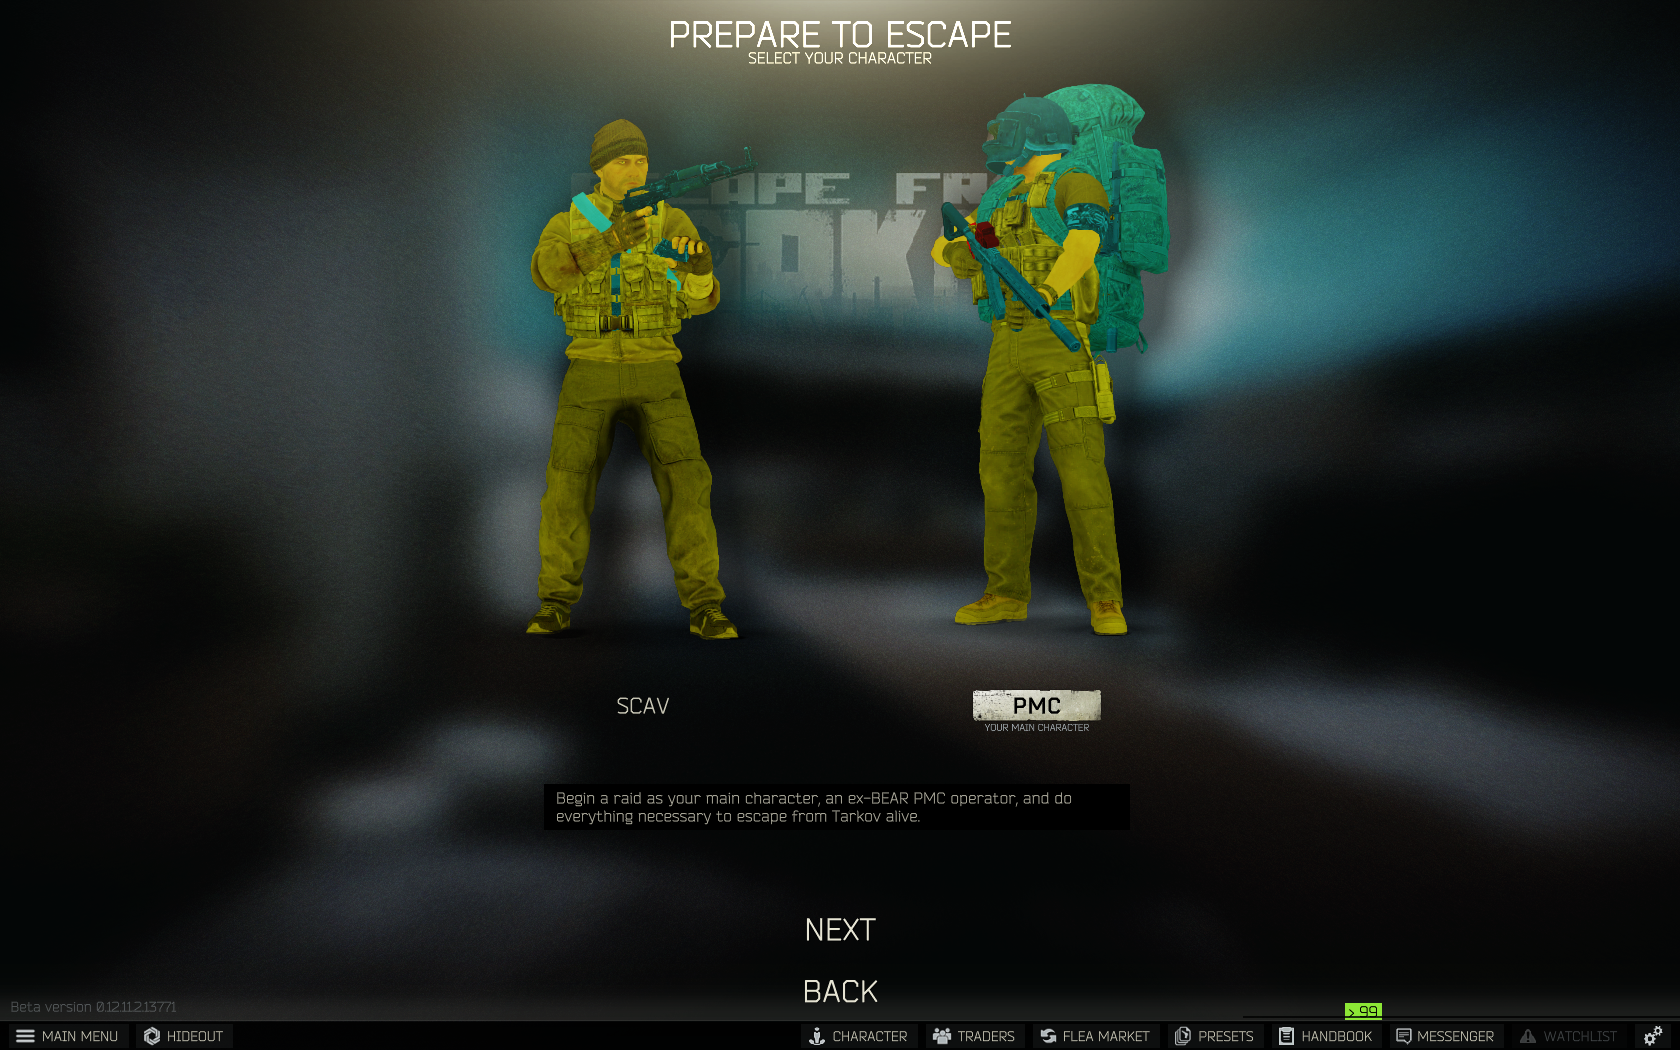 PREPARE TO ESCAPE
SELECT YOUR CHARACTER
SCAV
PMC
YOUR MAIN CHARACTER
Begin a raid as your main character, an ex-BEAR PMC operator, and do
everything necessary to escape from Tarkov alive.
NEXT
BACK
Beta version 0.12.11.2.13771
> 99
MAIN MENU
HIDEOUT
CHARACTER
TRADERS
FLEA MARKET
PRESETS
HANDBOOK
MESSENGER
WATCHLIST